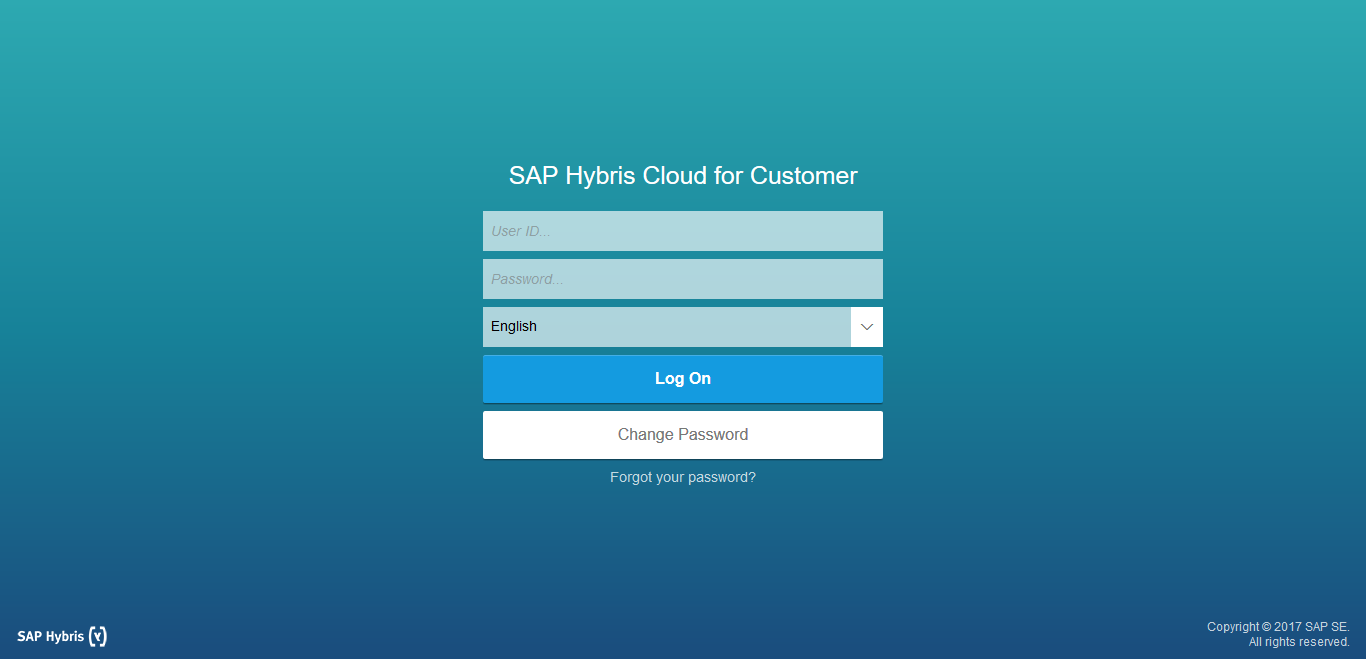 SAP Hybris Cloud for Customer
User ID...
Password...
English
Log On
Change Password
Forgot your password?
SAP Hybris (Y)
Copyright © 2017 SAP SE.
All rights reserved.